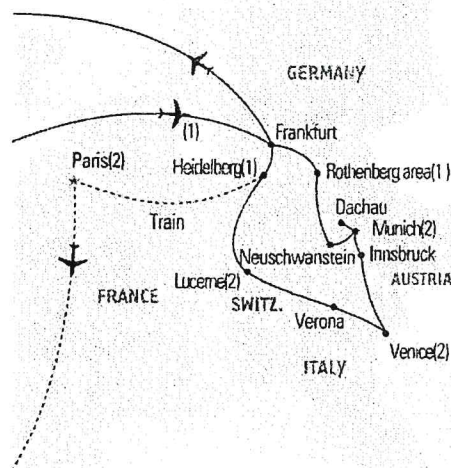 GERMANY
(1)
Frankfurt
Paris(2)
Heidelberg(1)
Rothenberg area(1)
Train
Dachau
Munich(2)
Neuschwanstein
Innsbruck
Lucerne(2)
AUSTRIA
FRANCE
SWITZ.
Verona
Venice(2)
ITALY